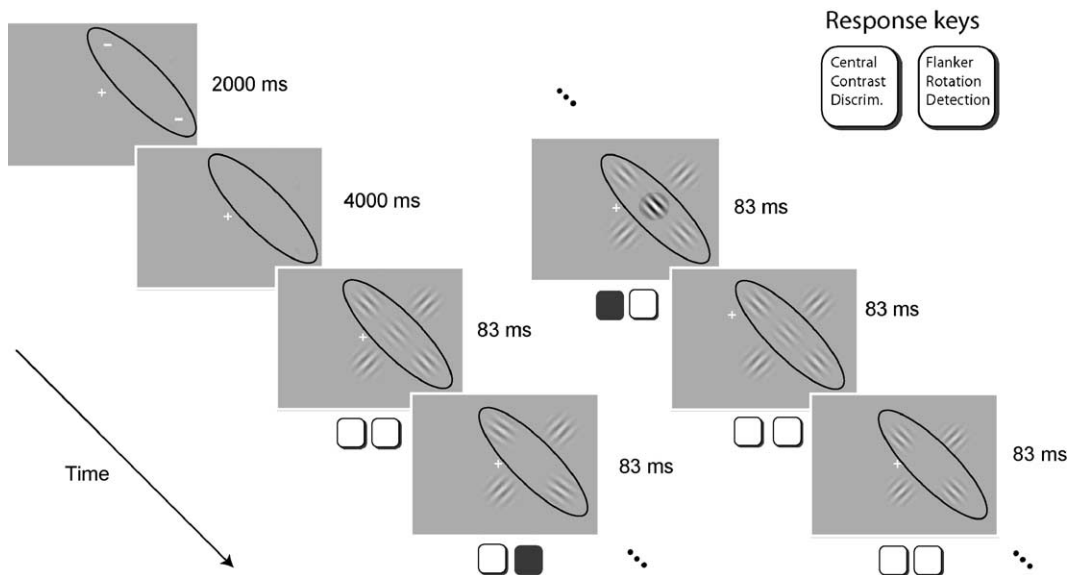 Response keys
Central
Contrast
Discrim.
Flanker
Rotation
Detection
2000 ms
4000 ms
83 ms
83 ms
83 ms
83 ms
83 ms
Time